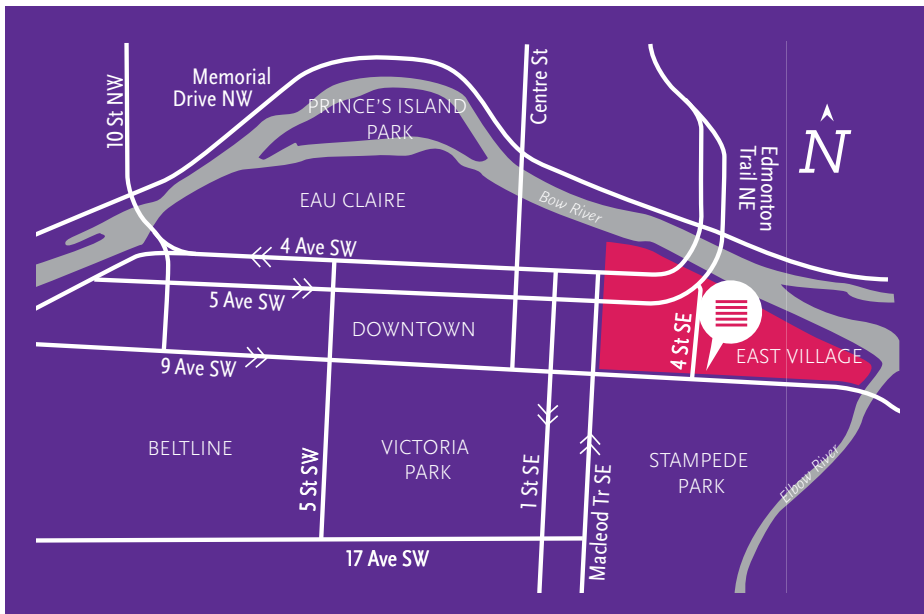 10 St NW
Memorial
Drive NW
PRINCE'S ISLAND
PARK
Centre St
Edmonton
Trail NE
N
EAU CLAIRE
Bow River
4 Ave SW
5 Ave SW
DOWNTOWN
4 St SE
EAST VILLAGE
9 Ave SW
BELTLINE
5 St SW
VICTORIA
PARK
1 St SE
Macleod Tr SE
STAMPEDE
PARK
Elbow River
17 Ave SW